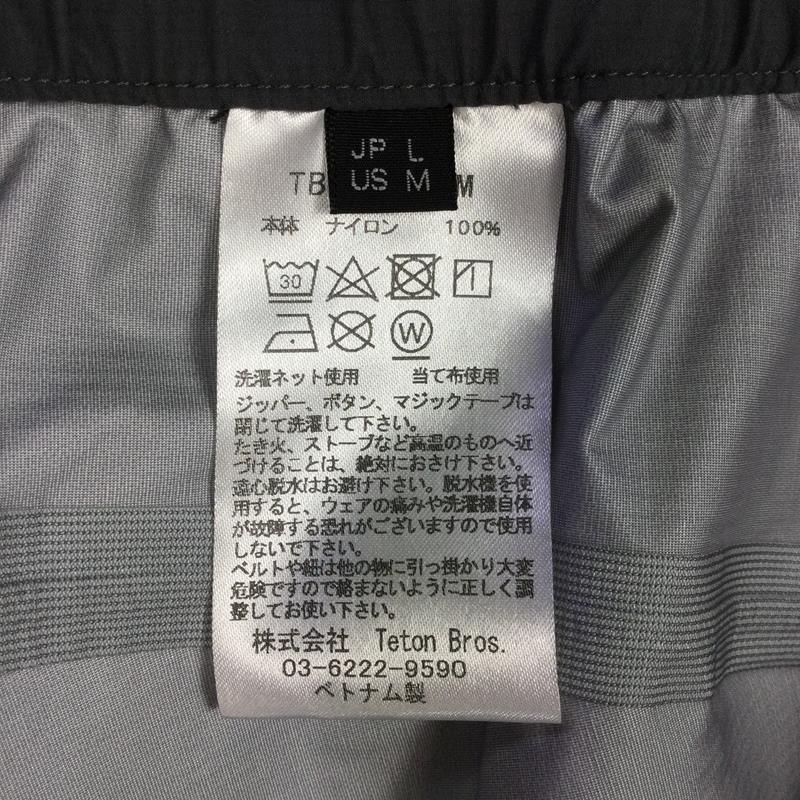 JP L
US M
TB M
本体 ナイロン 100%
30
W
洗濯ネット使用 当て布使用
ジッパー、ボタン、マジックテープは
閉じて洗濯して下さい。
たき火、ストーブなど高温のものへ近
づけることは、絶対におさけ下さい。
遠心脱水はお避け下さい。脱水機を使
用すると、ウェアの痛みや洗濯機自体
が故障する恐れがございますので使用
しないで下さい。
ベルトや紐は他の物に引っ掛かり大変
危険ですので絡まないように正しく調
整してお使い下さい。
株式会社 Teton Bros.
03-6222-9590
ベトナム製